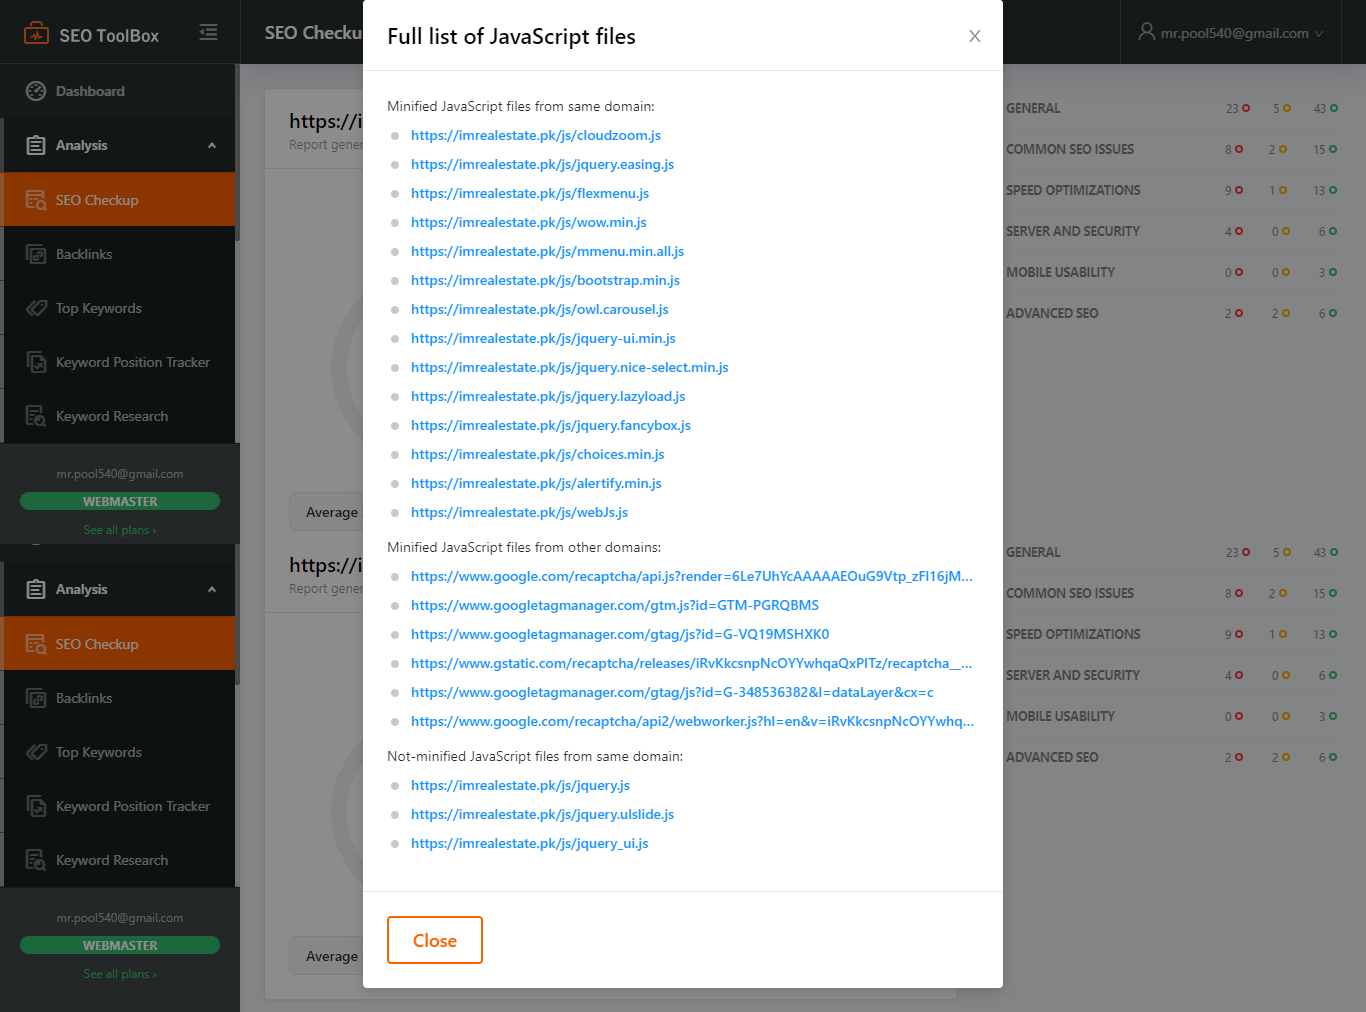 SEO ToolBox
SEO Checku
mr.pool540@gmail.com
Dashboard
Analysis
SEO Checkup
Backlinks
Top Keywords
Keyword Position Tracker
Keyword Research
mr.pool540@gmail.com
WEBMASTER
See all plans ›
Analysis
SEO Checkup
Backlinks
Top Keywords
Keyword Position Tracker
Keyword Research
mr.pool540@gmail.com
WEBMASTER
See all plans ›
https://i
Report gener
Average
https://i
Report gener
Average
Full list of JavaScript files
Minified JavaScript files from same domain:
https://imrealestate.pk/js/cloudzoom.js
https://imrealestate.pk/js/jquery.easing.js
https://imrealestate.pk/js/flexmenu.js
https://imrealestate.pk/js/wow.min.js
https://imrealestate.pk/js/mmenu.min.all.js
https://imrealestate.pk/js/bootstrap.min.js
https://imrealestate.pk/js/owl.carousel.js
https://imrealestate.pk/js/jquery-ui.min.js
https://imrealestate.pk/js/jquery.nice-select.min.js
https://imrealestate.pk/js/jquery.lazyload.js
https://imrealestate.pk/js/jquery.fancybox.js
https://imrealestate.pk/js/choices.min.js
https://imrealestate.pk/js/alertify.min.js
https://imrealestate.pk/js/webJs.js
Minified JavaScript files from other domains:
https://www.google.com/recaptcha/api.js?render=6Le7UhYcAAAAAEOuG9Vtp_zFI16jM...
https://www.googletagmanager.com/gtm.js?id=GTM-PGRQBMS
https://www.googletagmanager.com/gtag/js?id=G-VQ19MSHXK0
https://www.gstatic.com/recaptcha/releases/iRvKkcsnpNcOYYwhqaQxPITz/recaptcha__...
https://www.googletagmanager.com/gtag/js?id=G-348536382&l=dataLayer&cx=c
https://www.google.com/recaptcha/api2/webworker.js?hl=en&v=iRvKkcsnpNcOYYwhq...
Not-minified JavaScript files from same domain:
https://imrealestate.pk/js/jquery.js
https://imrealestate.pk/js/jquery.ulslide.js
https://imrealestate.pk/js/jquery_ui.js
Close
GENERAL 23 5 43
COMMON SEO ISSUES 8 2 15
SPEED OPTIMIZATIONS 9 1 13
SERVER AND SECURITY 4 0 6
MOBILE USABILITY 0 0 3
ADVANCED SEO 2 2 6
GENERAL 23 5 43
COMMON SEO ISSUES 8 2 15
SPEED OPTIMIZATIONS 9 1 13
SERVER AND SECURITY 4 0 6
MOBILE USABILITY 0 0 3
ADVANCED SEO 2 2 6